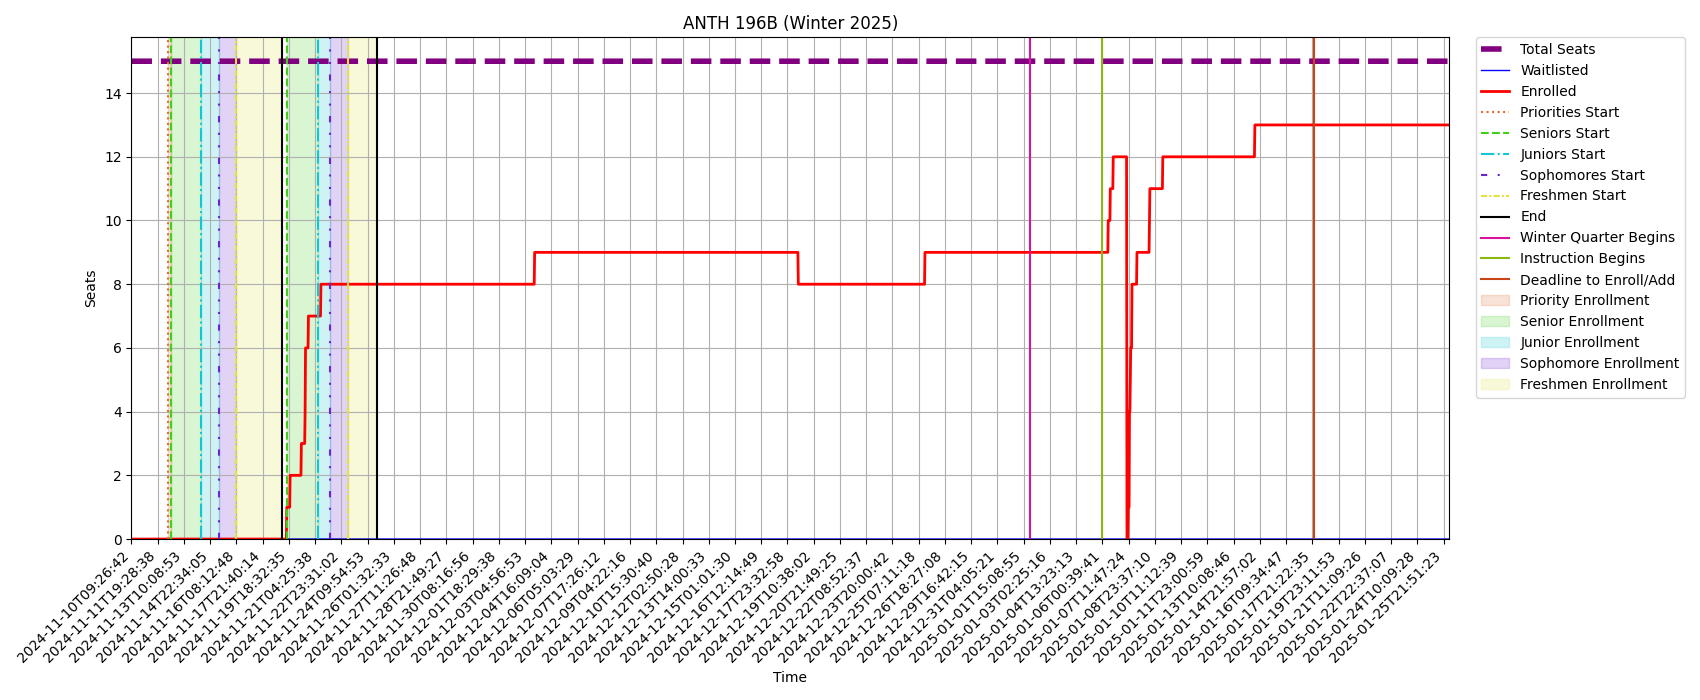 ANTH 196B (Winter 2025)
Seats
14
12
10
8
6
4
2
0
2024-11-10T09:26:42
2024-11-11T19:28:38
2024-11-13T10:08:53
2024-11-14T22:34:05
2024-11-16T08:12:48
2024-11-17T21:40:14
2024-11-19T18:32:35
2024-11-21T04:25:38
2024-11-22T23:31:02
2024-11-24T09:54:53
2024-11-26T01:32:33
2024-11-27T11:26:48
2024-11-28T21:49:27
2024-11-30T08:16:56
2024-12-01T18:29:38
2024-12-03T04:56:53
2024-12-04T16:09:04
2024-12-06T05:03:29
2024-12-07T17:26:12
2024-12-09T04:22:16
2024-12-10T15:30:40
2024-12-12T02:50:28
2024-12-13T14:00:33
2024-12-15T01:01:30
2024-12-16T12:14:49
2024-12-17T23:32:58
2024-12-19T10:38:02
2024-12-20T21:49:25
2024-12-22T08:52:37
2024-12-23T20:00:42
2024-12-25T07:11:19
2024-12-26T18:27:08
2024-12-29T16:42:15
2024-12-31T04:05:21
2025-01-01T15:08:55
2025-01-03T02:25:16
2025-01-04T13:23:13
2025-01-06T00:39:41
2025-01-07T11:47:24
2025-01-08T23:37:10
2025-01-10T11:12:39
2025-01-11T23:00:59
2025-01-13T10:08:46
2025-01-14T21:57:02
2025-01-16T09:34:47
2025-01-17T21:22:35
2025-01-19T23:11:53
2025-01-21T11:09:26
2025-01-22T22:37:07
2025-01-24T10:09:28
2025-01-25T21:51:23
Time
Total Seats
Waitlisted
Enrolled
Priorities Start
Seniors Start
Juniors Start
Sophomores Start
Freshmen Start
End
Winter Quarter Begins
Instruction Begins
Deadline to Enroll/Add
Priority Enrollment
Senior Enrollment
Junior Enrollment
Sophomore Enrollment
Freshmen Enrollment